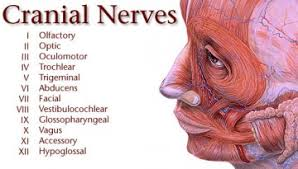 Cranial Nerves
I Olfactory
II Optic
III Oculomotor
IV Trochlear
V Trigeminal
VI Abducens
VII Facial
VIII Vestibulocochlear
IX Glossopharyngeal
X Vagus
XI Accessory
XII Hypoglossal